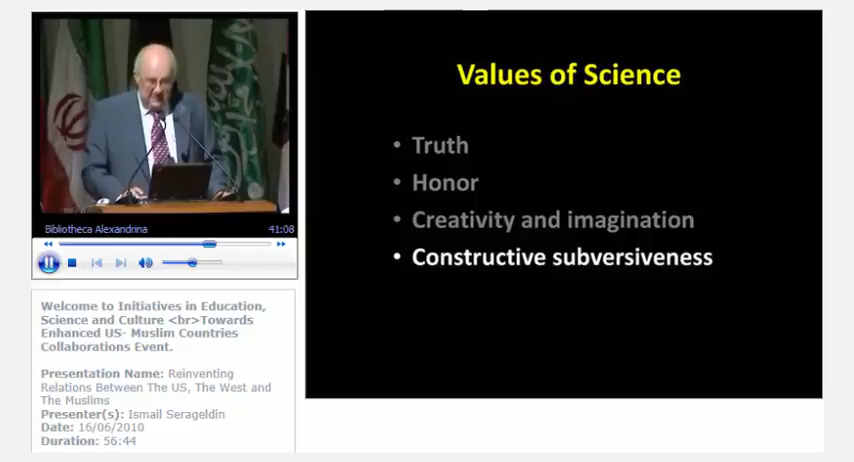 Values of Science
• Truth
• Honor
• Creativity and imagination
• Constructive subversiveness
Bibliotheca Alexandrina
41:08
Welcome to Initiatives in Education,
Science and Culture <br>Towards
Enhanced US- Muslim Countries
Collaborations Event.
Presentation Name: Reinventing
Relations Between The US, The West and
The Muslims
Presenter(s): Ismail Serageldin
Date: 16/06/2010
Duration: 56:44